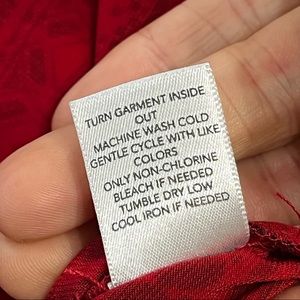 TURN GARMENT INSIDE
OUT
MACHINE WASH COLD
GENTLE CYCLE WITH LIKE
COLORS
ONLY NON-CHLORINE
BLEACH IF NEEDED
TUMBLE DRY LOW
COOL IRON IF NEEDED